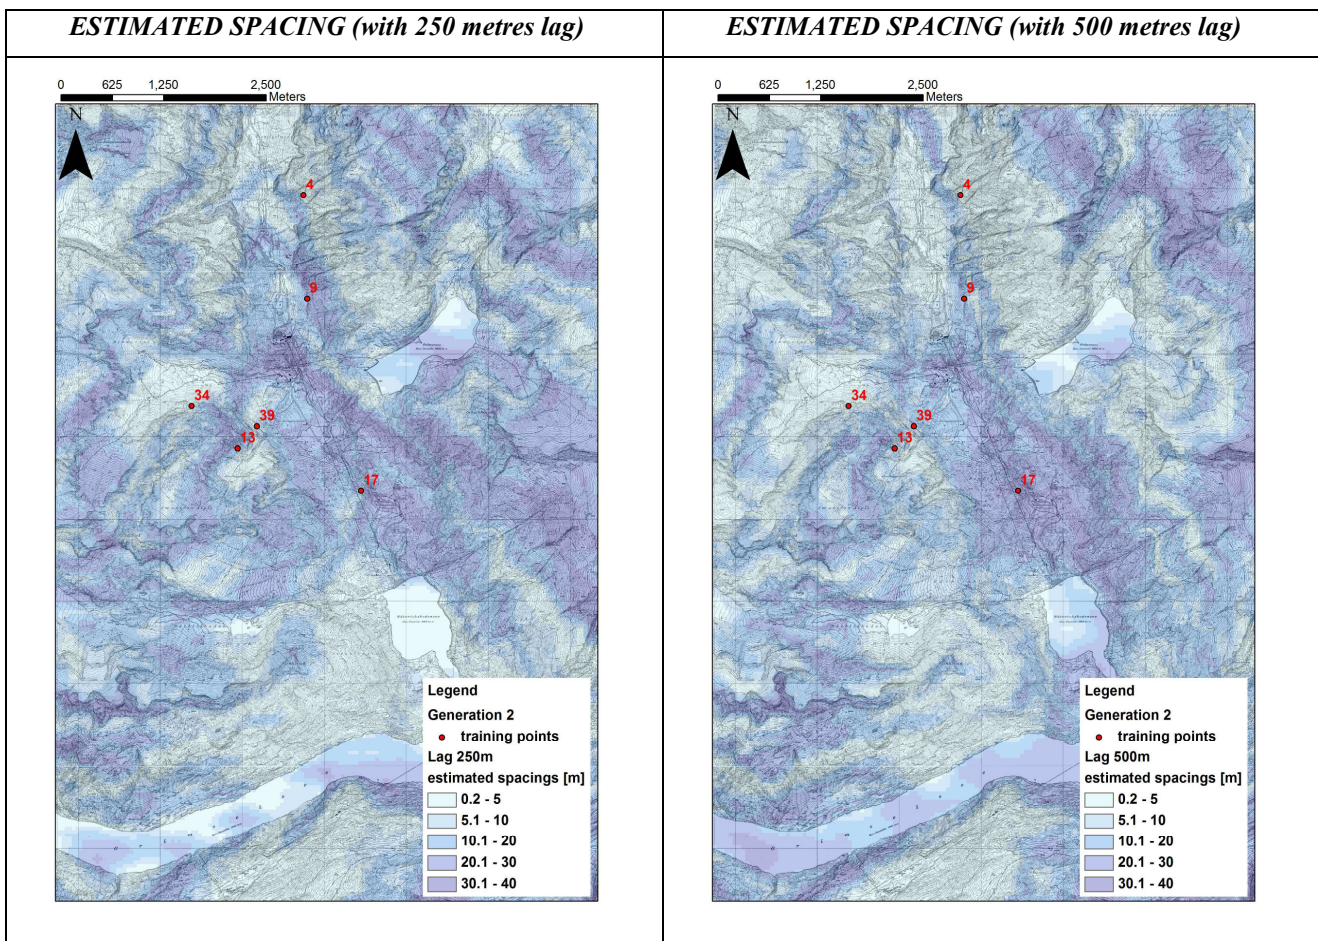 ESTIMATED SPACING (with 250 metres lag)
ESTIMATED SPACING (with 500 metres lag)
0 625 1,250 2,500
Meters
N
4
9
34
39
13
17
Legend
Generation 2
training points
Lag 250m
estimated spacings [m]
0.2 - 5
5.1 - 10
10.1 - 20
20.1 - 30
30.1 - 40
0 625 1,250 2,500
Meters
N
4
9
34
39
13
17
Legend
Generation 2
training points
Lag 500m
estimated spacings [m]
0.2 - 5
5.1 - 10
10.1 - 20
20.1 - 30
30.1 - 40